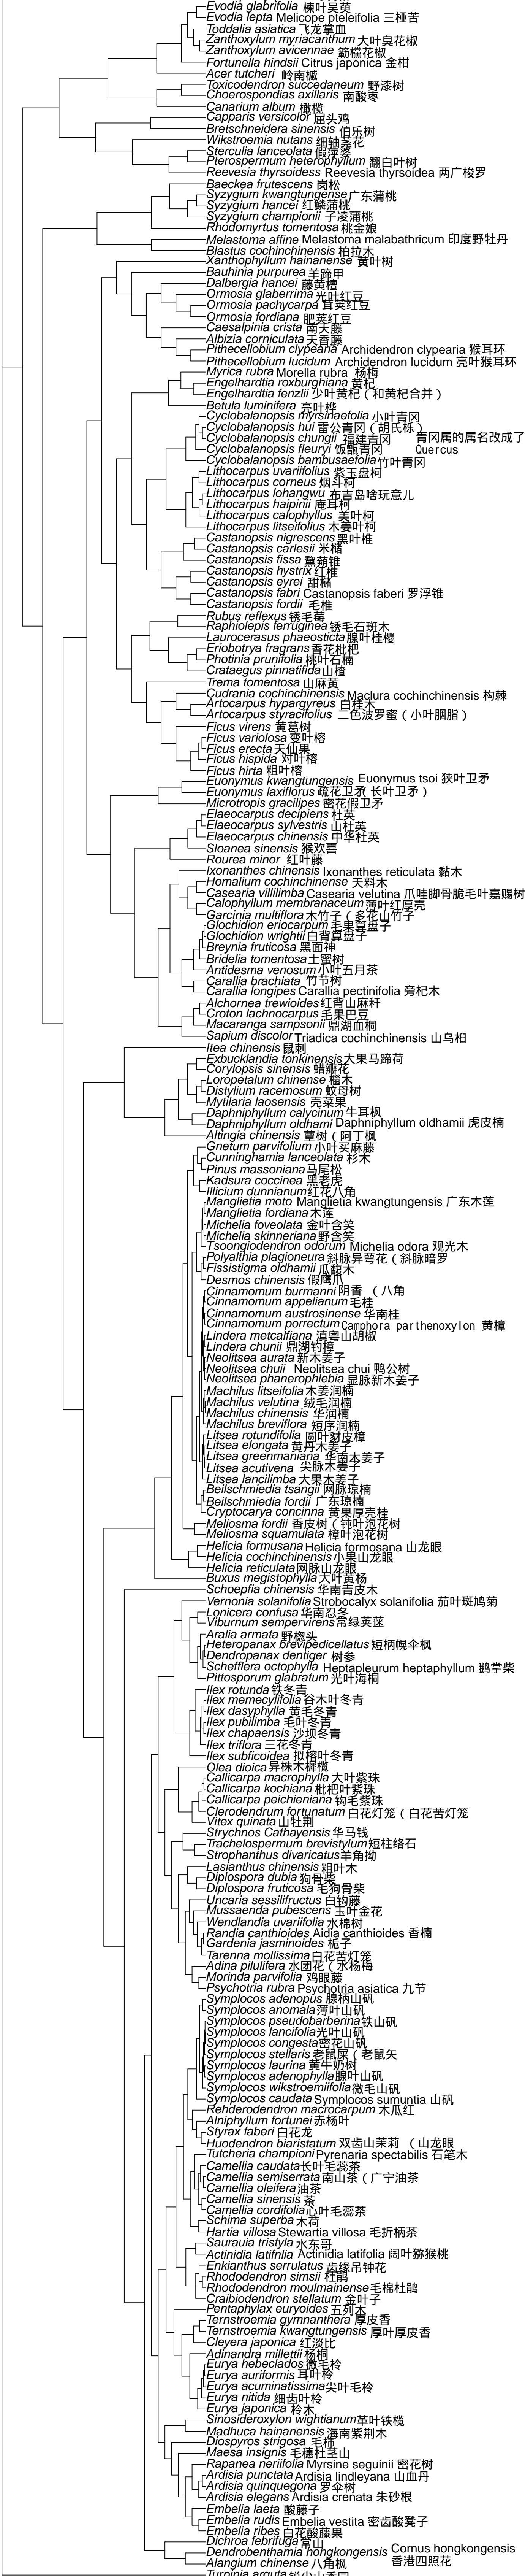 Evodia glabrifolia 楝叶吴萸
Evodia lepta Melicope pteleifolia 三桠苦
Toddalia asiatica 飞龙掌血
Zanthoxylum myriacanthum 大叶臭花椒
Zanthoxylum avicennae 簕欓花椒
Fortunella hindsii Citrus japonica 金柑
Acer tutcheri 岭南槭
Toxicodendron succedaneum 野漆树
Choerospondias axillaris 南酸枣
Canarium album 橄榄
Capparis versicolor 屈头鸡
Bretschneidera sinensis 伯乐树
Wikstroemia nutans 细轴荛花
Sterculia lanceolata 假苹婆
Pterospermum heterophyllum 翻白叶树
Reevesia thyrsoidess Reevesia thyrsoidea 两广梭罗
Baeckea frutescens 岗松
Syzygium kwangtungense 广东蒲桃
Syzygium hancei 红鳞蒲桃
Syzygium championii 子凌蒲桃
Rhodomyrtus tomentosa 桃金娘
Melastoma affine Melastoma malabathricum 印度野牡丹
Blastus cochinchinensis 柏拉木
Xanthophyllum hainanense 黄叶树
Bauhinia purpurea 羊蹄甲
Dalbergia hancei 藤黄檀
Ormosia glaberrima 光叶红豆
Ormosia pachycarpa 茸荚红豆
Ormosia fordiana 肥荚红豆
Caesalpinia crista 南天藤
Albizia corniculata 天香藤
Pithecellobium clypearia Archidendron clypearia 猴耳环
Pithecellobium lucidum Archidendron lucidum 亮叶猴耳环
Myrica rubra Morella rubra 杨梅
Engelhardtia roxburghiana 黄杞
Engelhardtia fenzlii 少叶黄杞（和黄杞合并）
Betula luminifera 亮叶桦
Cyclobalanopsis myrsinaefolia 小叶青冈
Cyclobalanopsis hui 雷公青冈（胡氏栎）
Cyclobalanopsis chungii 福建青冈 青冈属的属名改成了
Cyclobalanopsis fleuryi 饭甑青冈 Quercus
Cyclobalanopsis bambusaefolia 竹叶青冈
Lithocarpus uvariifolius 紫玉盘柯
Lithocarpus corneus 烟斗柯
Lithocarpus lohangwu 布吉岛啥玩意儿
Lithocarpus haipinii 庵耳柯
Lithocarpus calophyllus 美叶柯
Lithocarpus litseifolius 木姜叶柯
Castanopsis nigrescens 黑叶椎
Castanopsis carlesii 米槠
Castanopsis fissa 黧蒴锥
Castanopsis hystrix 红椎
Castanopsis eyrei 甜槠
Castanopsis fabri Castanopsis faberi 罗浮锥
Castanopsis fordii 毛椎
Rubus reflexus 锈毛莓
Raphiolepis ferruginea 锈毛石斑木
Laurocerasus phaeosticta 腺叶桂樱
Eriobotrya fragrans 香花枇杷
Photinia prunifolia 桃叶石楠
Crataegus pinnatifida 山楂
Trema tomentosa 山麻黄
Cudrania cochinchinensis Maclura cochinchinensis 构棘
Artocarpus hypargyreus 白桂木
Artocarpus styracifolius 二色波罗蜜（小叶胭脂）
Ficus virens 黄葛树
Ficus variolosa 变叶榕
Ficus erecta 天仙果
Ficus hispida 对叶榕
Ficus hirta 粗叶榕
Euonymus kwangtungensis Euonymus tsoi 狭叶卫矛
Euonymus laxiflorus 疏花卫矛（长叶卫矛）
Microtropis gracilipes 密花假卫矛
Elaeocarpus decipiens 杜英
Elaeocarpus sylvestris 山杜英
Elaeocarpus chinensis 中华杜英
Sloanea sinensis 猴欢喜
Rourea minor 红叶藤
Ixonanthes chinensis Ixonanthes reticulata 黏木
Homalium cochinchinense 天料木
Casearia villilimba Casearia velutina 爪哇脚骨脆毛叶嘉赐树
Calophyllum membranaceum 薄叶红厚壳
Garcinia multiflora 木竹子（多花山竹子
Glochidion eriocarpum 毛果算盘子
Glochidion wrightii 白背算盘子
Breynia fruticosa 黑面神
Bridelia tomentosa 土蜜树
Antidesma venosum 小叶五月茶
Carallia brachiata 竹节树
Carallia longipes Carallia pectinifolia 旁杞木
Alchornea trewioides 红背山麻秆
Croton lachnocarpus 毛果巴豆
Macaranga sampsonii 鼎湖血桐
Sapium discolor Triadica cochinchinensis 山乌桕
Itea chinensis 鼠刺
Exbucklandia tonkinensis 大果马蹄荷
Corylopsis sinensis 蜡瓣花
Loropetalum chinense 檵木
Distylium racemosum 蚊母树
Mytilaria laosensis 壳菜果
Daphniphyllum calycinum 牛耳枫
Daphniphyllum oldhami Daphniphyllum oldhamii 虎皮楠
Altingia chinensis 蕈树（阿丁枫
Gnetum parvifolium 小叶买麻藤
Cunninghamia lanceolata 杉木
Pinus massoniana 马尾松
Kadsura coccinea 黑老虎
Illicium dunnianum 红花八角
Manglietia moto Manglietia kwangtungensis 广东木莲
Manglietia fordiana 木莲
Michelia foveolata 金叶含笑
Michelia skinneriana 野含笑
Tsoongiodendron odorum Michelia odora 观光木
Polyalthia plagioneura 斜脉异萼花（斜脉暗罗
Fissistigma oldhamii 瓜馥木
Desmos chinensis 假鹰爪
Cinnamomum burmanni 阴香 （八角
Cinnamomum appelianum 毛桂
Cinnamomum austrosinense 华南桂
Cinnamomum porrectum Camphora parthenoxylon 黄樟
Lindera metcalfiana 滇粤山胡椒
Lindera chunii 鼎湖钓樟
Neolitsea aurata 新木姜子
Neolitsea chuii Neolitsea chui 鸭公树
Neolitsea phanerophlebia 显脉新木姜子
Machilus litseifolia 木姜润楠
Machilus velutina 绒毛润楠
Machilus chinensis 华润楠
Machilus breviflora 短序润楠
Litsea rotundifolia 圆叶豺皮樟
Litsea elongata 黄丹木姜子
Litsea greenmaniana 华南木姜子
Litsea acutivena 尖脉木姜子
Litsea lancilimba 大果木姜子
Beilschmiedia tsangii 网脉琼楠
Beilschmiedia fordii 广东琼楠
Cryptocarya concinna 黄果厚壳桂
Meliosma fordii 香皮树（钝叶泡花树
Meliosma squamulata 樟叶泡花树
Helicia formusana Helicia formosana 山龙眼
Helicia cochinchinensis 小果山龙眼
Helicia reticulata 网脉山龙眼
Buxus megistophylla 大叶黄杨
Schoepfia chinensis 华南青皮木
Vernonia solanifolia Strobocalyx solanifolia 茄叶斑鸠菊
Lonicera confusa 华南忍冬
Viburnum sempervirens 常绿荚蒾
Aralia armata 野楤头
Heteropanax brevipedicellatus 短柄幌伞枫
Dendropanax dentiger 树参
Schefflera octophylla Heptapleurum heptaphyllum 鹅掌柴
Pittosporum glabratum 光叶海桐
Ilex rotunda 铁冬青
Ilex memecylifolia 谷木叶冬青
Ilex dasyphylla 黄毛冬青
Ilex pubilimba 毛叶冬青
Ilex chapaensis 沙坝冬青
Ilex triflora 三花冬青
Ilex subficoidea 拟榕叶冬青
Olea dioica 异株木樨榄
Callicarpa macrophylla 大叶紫珠
Callicarpa kochiana 枇杷叶紫珠
Callicarpa peichieniana 钩毛紫珠
Clerodendrum fortunatum 白花灯笼（白花苦灯笼
Vitex quinata 山牡荆
Strychnos Cathayensis 华马钱
Trachelospermum brevistylum 短柱络石
Strophanthus divaricatus 羊角拗
Lasianthus chinensis 粗叶木
Diplospora dubia 狗骨柴
Diplospora fruticosa 毛狗骨柴
Uncaria sessilifructus 白钩藤
Mussaenda pubescens 玉叶金花
Wendlandia uvariifolia 水棉树
Randia canthioides Aidia canthioides 香楠
Gardenia jasminoides 栀子
Tarenna mollissima 白花苦灯笼
Adina pilulifera 水团花（水杨梅
Morinda parvifolia 鸡眼藤
Psychotria rubra Psychotria asiatica 九节
Symplocos adenopus 腺柄山矾
Symplocos anomala 薄叶山矾
Symplocos pseudobarberina 铁山矾
Symplocos lancifolia 光叶山矾
Symplocos congesta 密花山矾
Symplocos stellaris 老鼠屎（老鼠矢
Symplocos laurina 黄牛奶树
Symplocos adenophylla 腺叶山矾
Symplocos wikstroemiifolia 微毛山矾
Symplocos caudata Symplocos sumuntia 山矾
Rehderodendron macrocarpum 木瓜红
Alniphyllum fortunei 赤杨叶
Styrax faberi 白花龙
Huodendron biaristatum 双齿山茉莉 （山龙眼
Tutcheria championi Pyrenaria spectabilis 石笔木
Camellia caudata 长叶毛蕊茶
Camellia semiserrata 南山茶（广宁油茶
Camellia oleifera 油茶
Camellia sinensis 茶
Camellia cordifolia 心叶毛蕊茶
Schima superba 木荷
Hartia villosa Stewartia villosa 毛折柄茶
Saurauia tristyla 水东哥
Actinidia latifnlia Actinidia latifolia 阔叶猕猴桃
Enkianthus serrulatus 齿缘吊钟花
Rhododendron simsii 杜鹃
Rhododendron moulmainense 毛棉杜鹃
Craibiodendron stellatum 金叶子
Pentaphylax euryoides 五列木
Ternstroemia gymnanthera 厚皮香
Ternstroemia kwangtungensis 厚叶厚皮香
Cleyera japonica 红淡比
Adinandra millettii 杨桐
Eurya hebeclados 微毛柃
Eurya auriformis 耳叶柃
Eurya acuminatissima 尖叶毛柃
Eurya nitida 细齿叶柃
Eurya japonica 柃木
Sinosideroxylon wightianum 革叶铁榄
Madhuca hainanensis 海南紫荆木
Diospyros strigosa 毛柿
Maesa insignis 毛穗杜茎山
Rapanea neriifolia Myrsine seguinii 密花树
Ardisia punctata Ardisia lindleyana 山血丹
Ardisia quinquegona 罗伞树
Ardisia elegans Ardisia crenata 朱砂根
Embelia laeta 酸藤子
Embelia rudis Embelia vestita 密齿酸凳子
Embelia ribes 白花酸藤果
Dichroa febrifuga 常山
Dendrobenthamia hongkongensis Cornus hongkongensis
香港四照花
Alangium chinense 八角枫